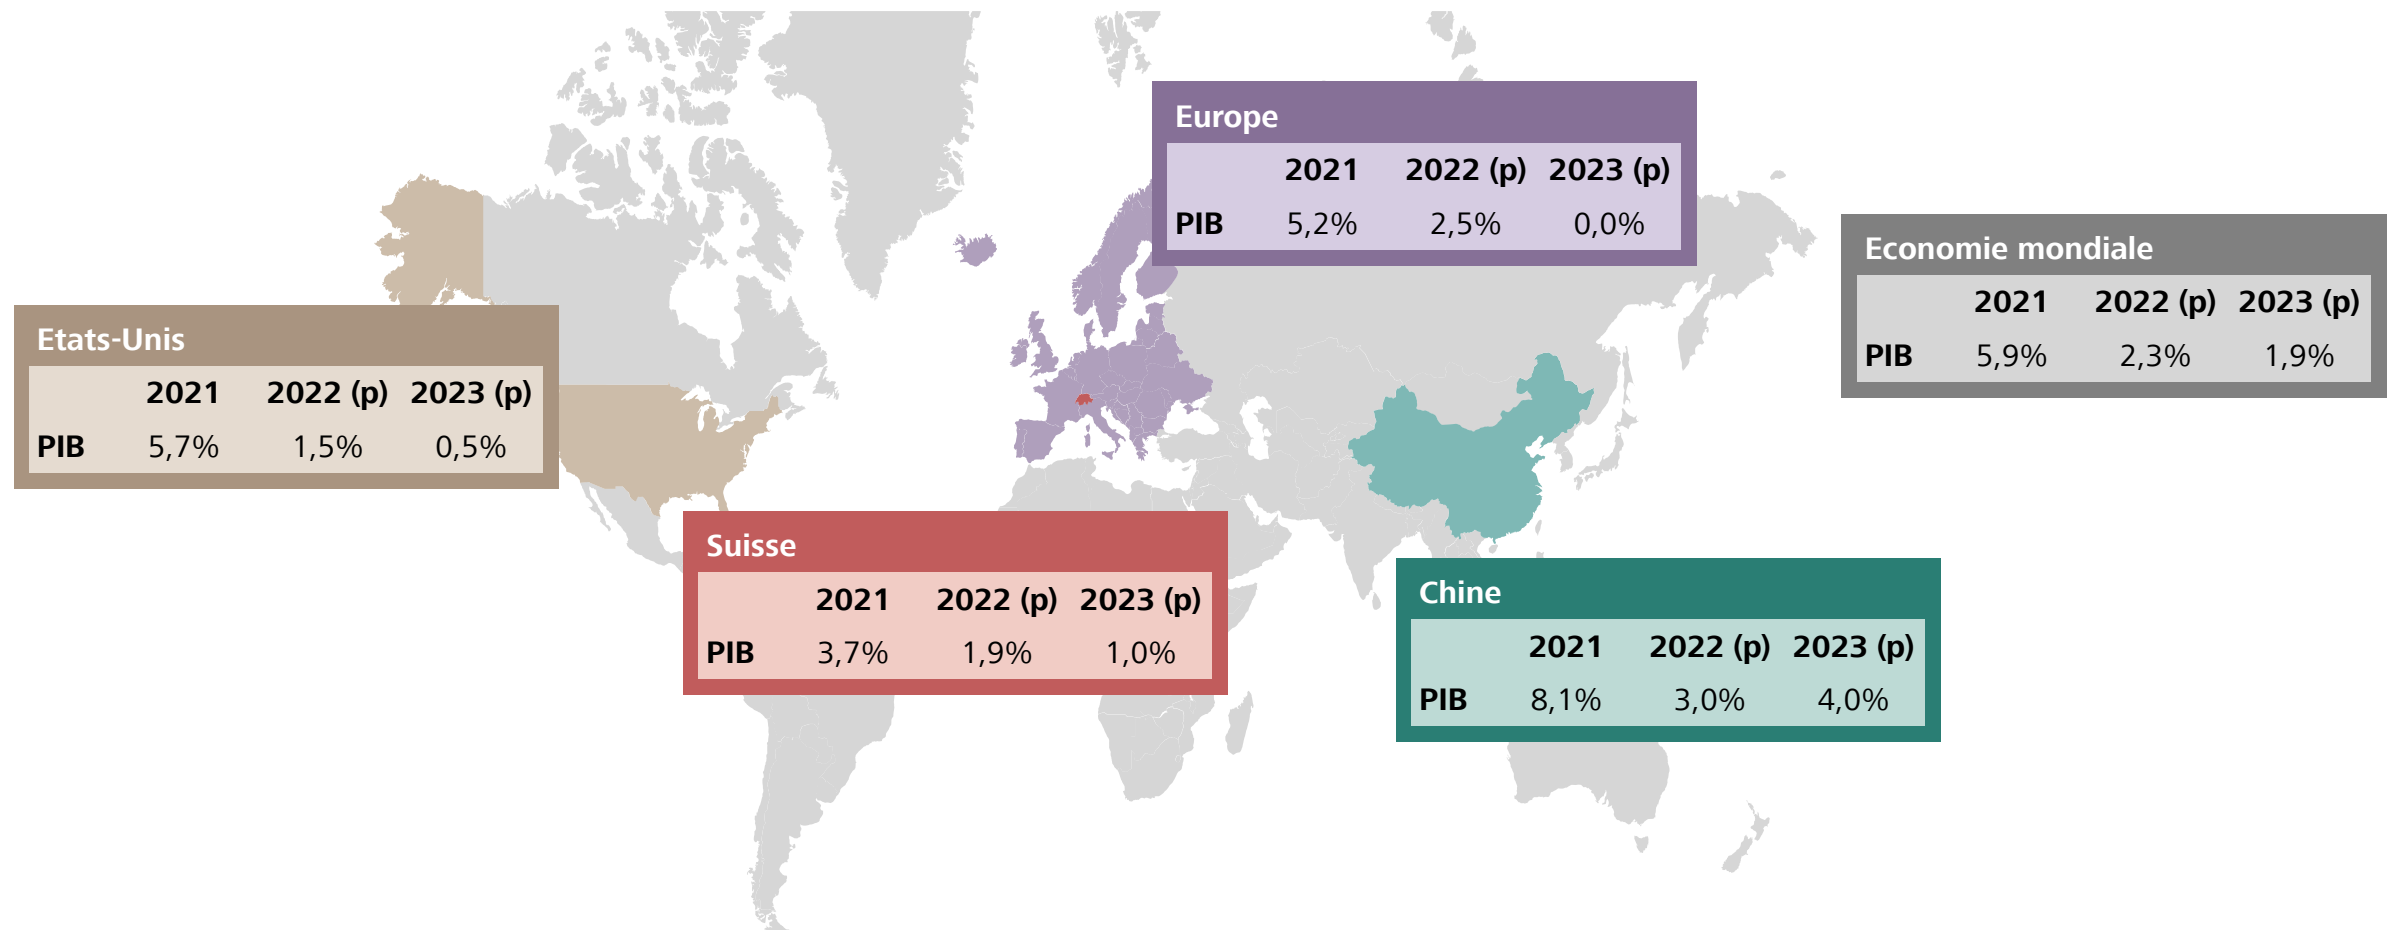 Europe
2021 2022 (p) 2023 (p)
PIB 5,2% 2,5% 0,0%
Economie mondiale
2021 2022 (p) 2023 (p)
PIB 5,9% 2,3% 1,9%
Etats-Unis
2021 2022 (p) 2023 (p)
PIB 5,7% 1,5% 0,5%
Suisse
2021 2022 (p) 2023 (p)
PIB 3,7% 1,9% 1,0%
Chine
2021 2022 (p) 2023 (p)
PIB 8,1% 3,0% 4,0%